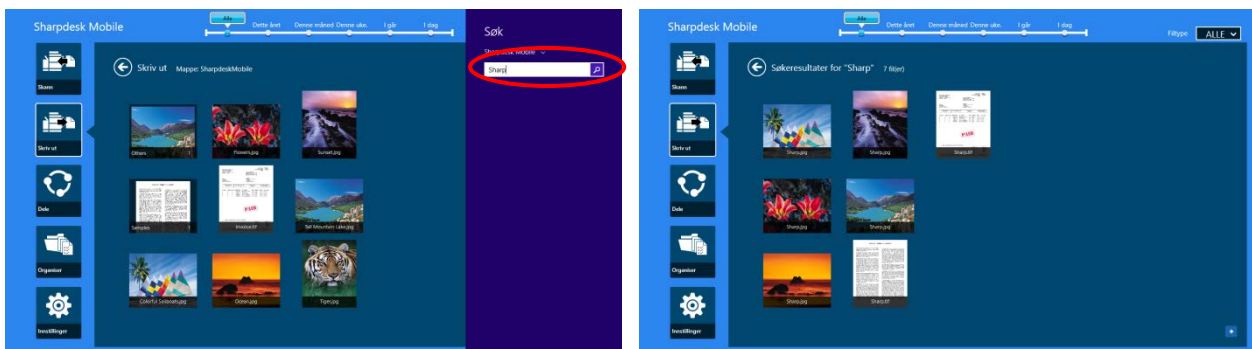 Sharpdesk Mobile
Alle
Dette året
Denne måned
Denne uke.
I går
I dag
Søk
Sharpdesk Mobile
Sharp
Skriv ut
Mappe: SharpdeskMobile
Skann
Skriv ut
Dele
Organiser
Innstillinger
Others
Flowers.jpg
Sunset.jpg
Samples
Invoice.tif
Tall Mountain Lake.jpg
Colorful Sailboats.jpg
Ocean.jpg
Tiger.jpg
Sharpdesk Mobile
Alle
Dette året
Denne måned
Denne uke.
I går
I dag
Filtype
ALLE
Søkeresultater for "Sharp"
7 fil(er)
Skann
Skriv ut
Dele
Organiser
Innstillinger
Sharp.jpg
Sharp.jpg
Sharp.tif
Sharp.jpg
Sharp.jpg
Sharp.jpg
Sharp.tif